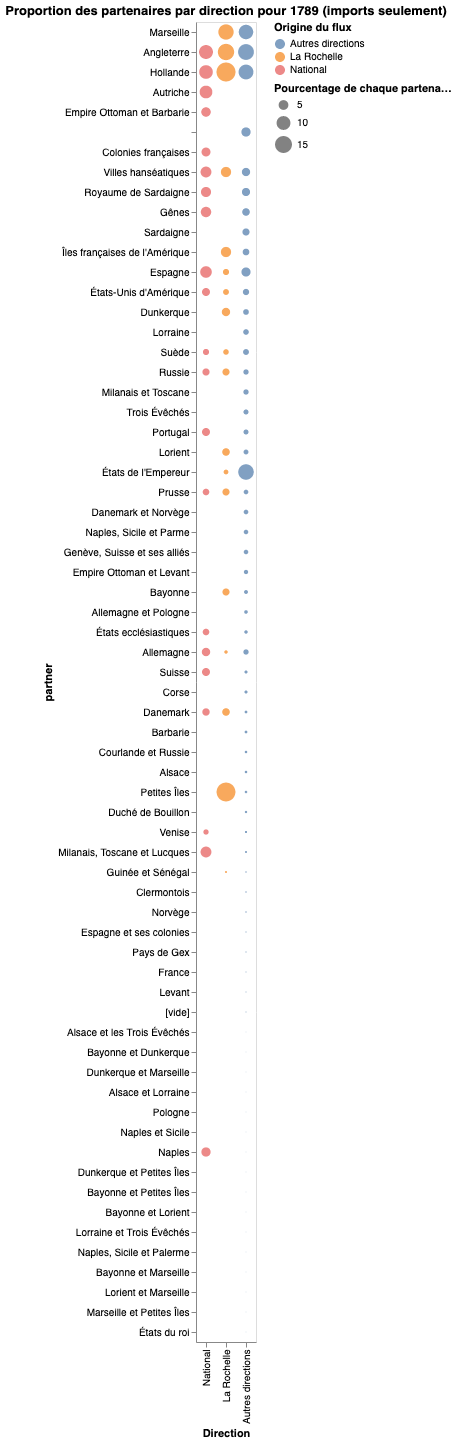 Proportion des partenaires par direction pour 1789 (imports seulement)
Origine du flux
Autres directions
La Rochelle
National
Pourcentage de chaque partena…
5
10
15
partner
Marseille
Angleterre
Hollande
Autriche
Empire Ottoman et Barbarie
Colonies françaises
Villes hanséatiques
Royaume de Sardaigne
Gênes
Sardaigne
Îles françaises de l'Amérique
Espagne
États-Unis d'Amérique
Dunkerque
Lorraine
Suède
Russie
Milanais et Toscane
Trois Évêchés
Portugal
Lorient
États de l'Empereur
Prusse
Danemark et Norvège
Naples, Sicile et Parme
Genève, Suisse et ses alliés
Empire Ottoman et Levant
Bayonne
Allemagne et Pologne
États ecclésiastiques
Allemagne
Suisse
Corse
Danemark
Barbarie
Courlande et Russie
Alsace
Petites Îles
Duché de Bouillon
Venise
Milanais, Toscane et Lucques
Guinée et Sénégal
Clermontois
Norvège
Espagne et ses colonies
Pays de Gex
France
Levant
[vide]
Alsace et les Trois Évêchés
Bayonne et Dunkerque
Dunkerque et Marseille
Alsace et Lorraine
Pologne
Naples et Sicile
Naples
Dunkerque et Petites Îles
Bayonne et Petites Îles
Bayonne et Lorient
Lorraine et Trois Évêchés
Naples, Sicile et Palerme
Bayonne et Marseille
Lorient et Marseille
Marseille et Petites Îles
États du roi
National
La Rochelle
Autres directions
Direction